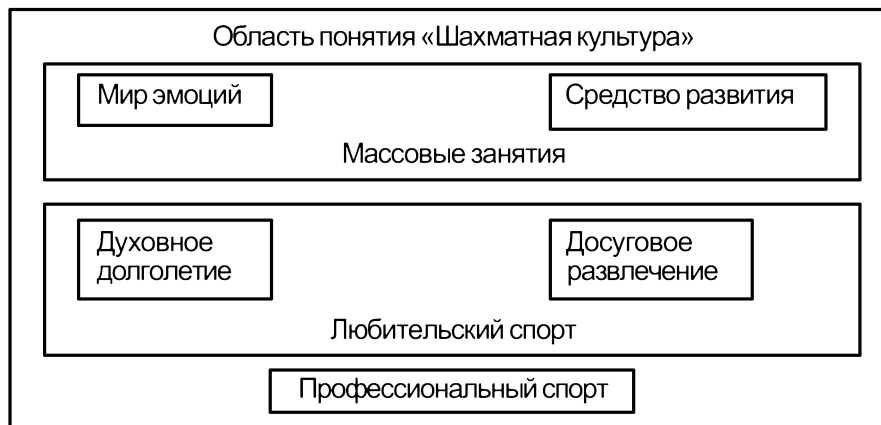 Область понятия «Шахматная культура»
Мир эмоций
Средство развития
Массовые занятия
Духовное
долголетие
Досуговое
развлечение
Любительский спорт
Профессиональный спорт